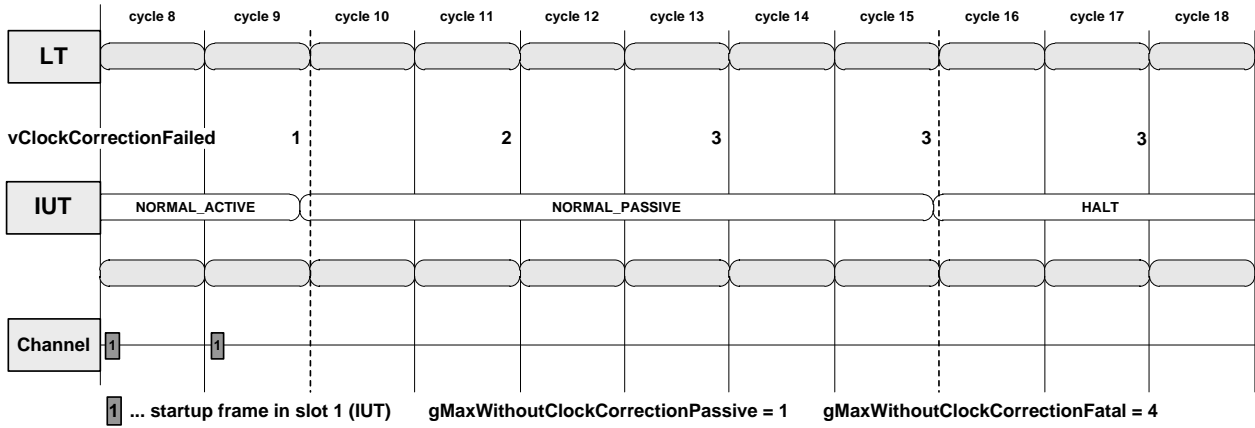 cycle 8 cycle 9 cycle 10 cycle 11 cycle 12 cycle 13 cycle 14 cycle 15 cycle 16 cycle 17 cycle 18
LT
vClockCorrectionFailed 1 2 3 3 3
IUT NORMAL_ACTIVE NORMAL_PASSIVE HALT
Channel 1 1
1 ... startup frame in slot 1 (IUT) gMaxWithoutClockCorrectionPassive = 1 gMaxWithoutClockCorrectionFatal = 4